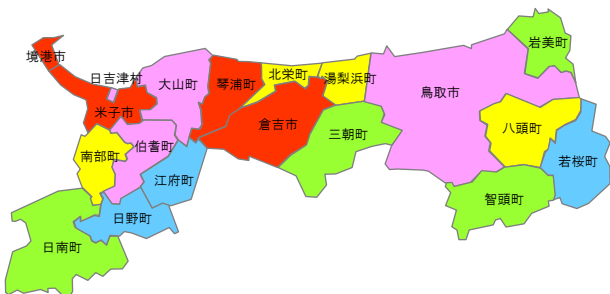 岩美町
境港市
日吉津村
大山町
琴浦町
北栄町
湯梨浜町
鳥取市
米子市
倉吉市
三朝町
八頭町
南部町
伯耆町
江府町
若桜町
智頭町
日野町
日南町